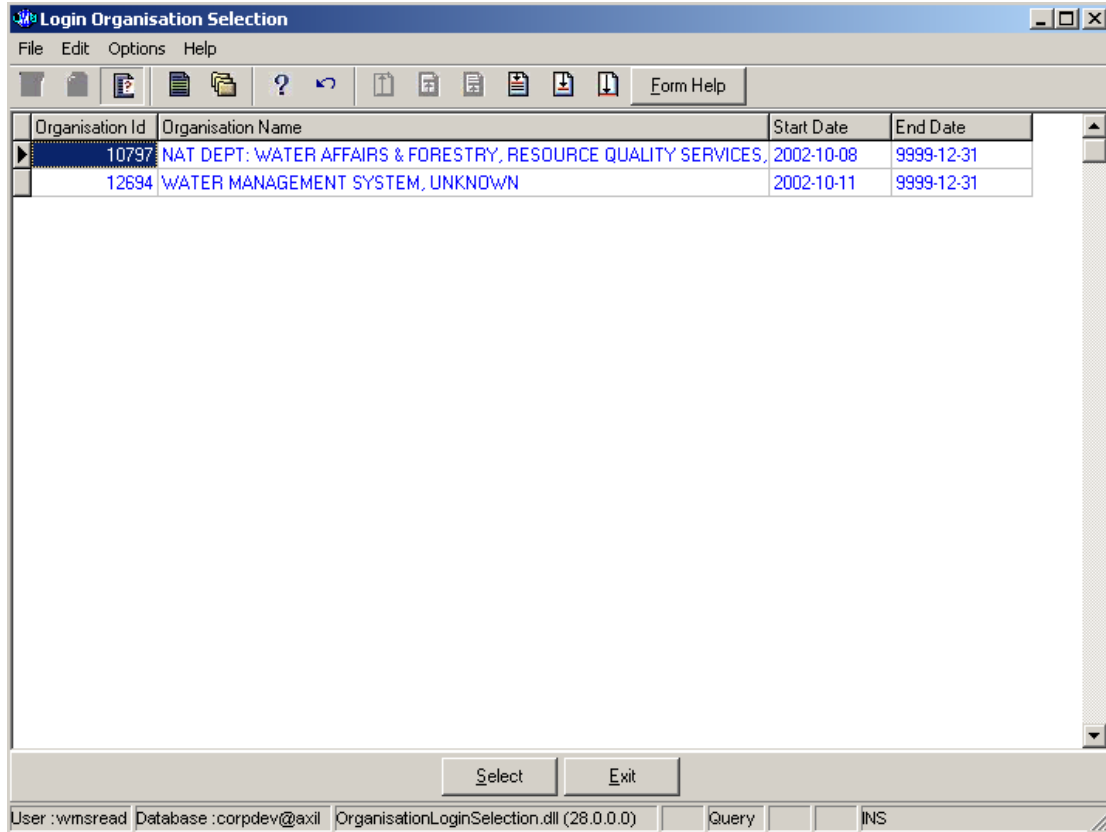 Login Organisation Selection
File Edit Options Help
Form Help
Organisation Id Organisation Name Start Date End Date
10797 NAT DEPT: WATER AFFAIRS & FORESTRY, RESOURCE QUALITY SERVICES, 2002-10-08 9999-12-31
12694 WATER MANAGEMENT SYSTEM, UNKNOWN 2002-10-11 9999-12-31
Select Exit
User :wmsread Database :corpdev@axil OrganisationLoginSelection.dll (28.0.0.0) Query INS